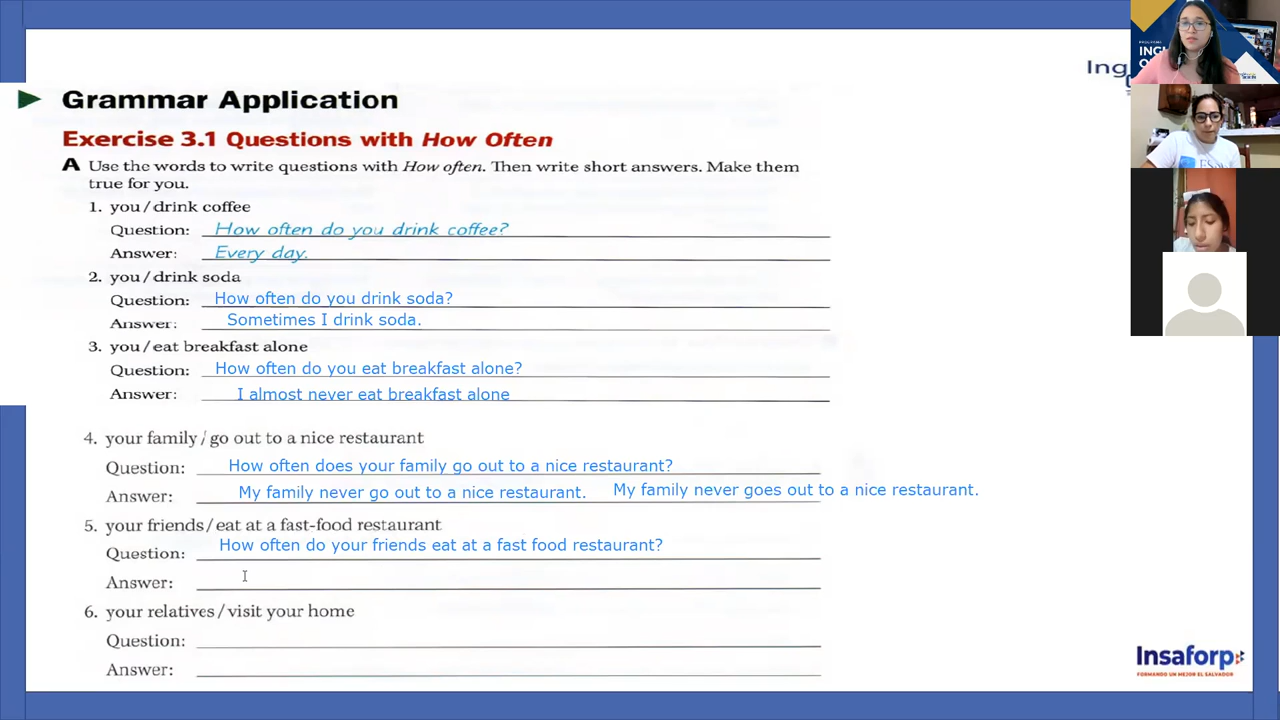 Grammar Application
Exercise 3.1 Questions with How Often
A Use the words to write questions with How often. Then write short answers. Make them
true for you.
1. you / drink coffee
Question: How often do you drink coffee?
Answer: Every day.
2. you / drink soda
Question: How often do you drink soda?
Answer: Sometimes I drink soda.
3. you / eat breakfast alone
Question: How often do you eat breakfast alone?
Answer: I almost never eat breakfast alone
4. your family / go out to a nice restaurant
Question: How often does your family go out to a nice restaurant?
Answer: My family never go out to a nice restaurant. My family never goes out to a nice restaurant.
5. your friends / eat at a fast-food restaurant
Question: How often do your friends eat at a fast food restaurant?
Answer:
6. your relatives / visit your home
Question:
Answer:
Insaforp
FORMANDO UN MEJOR EL SALVADOR